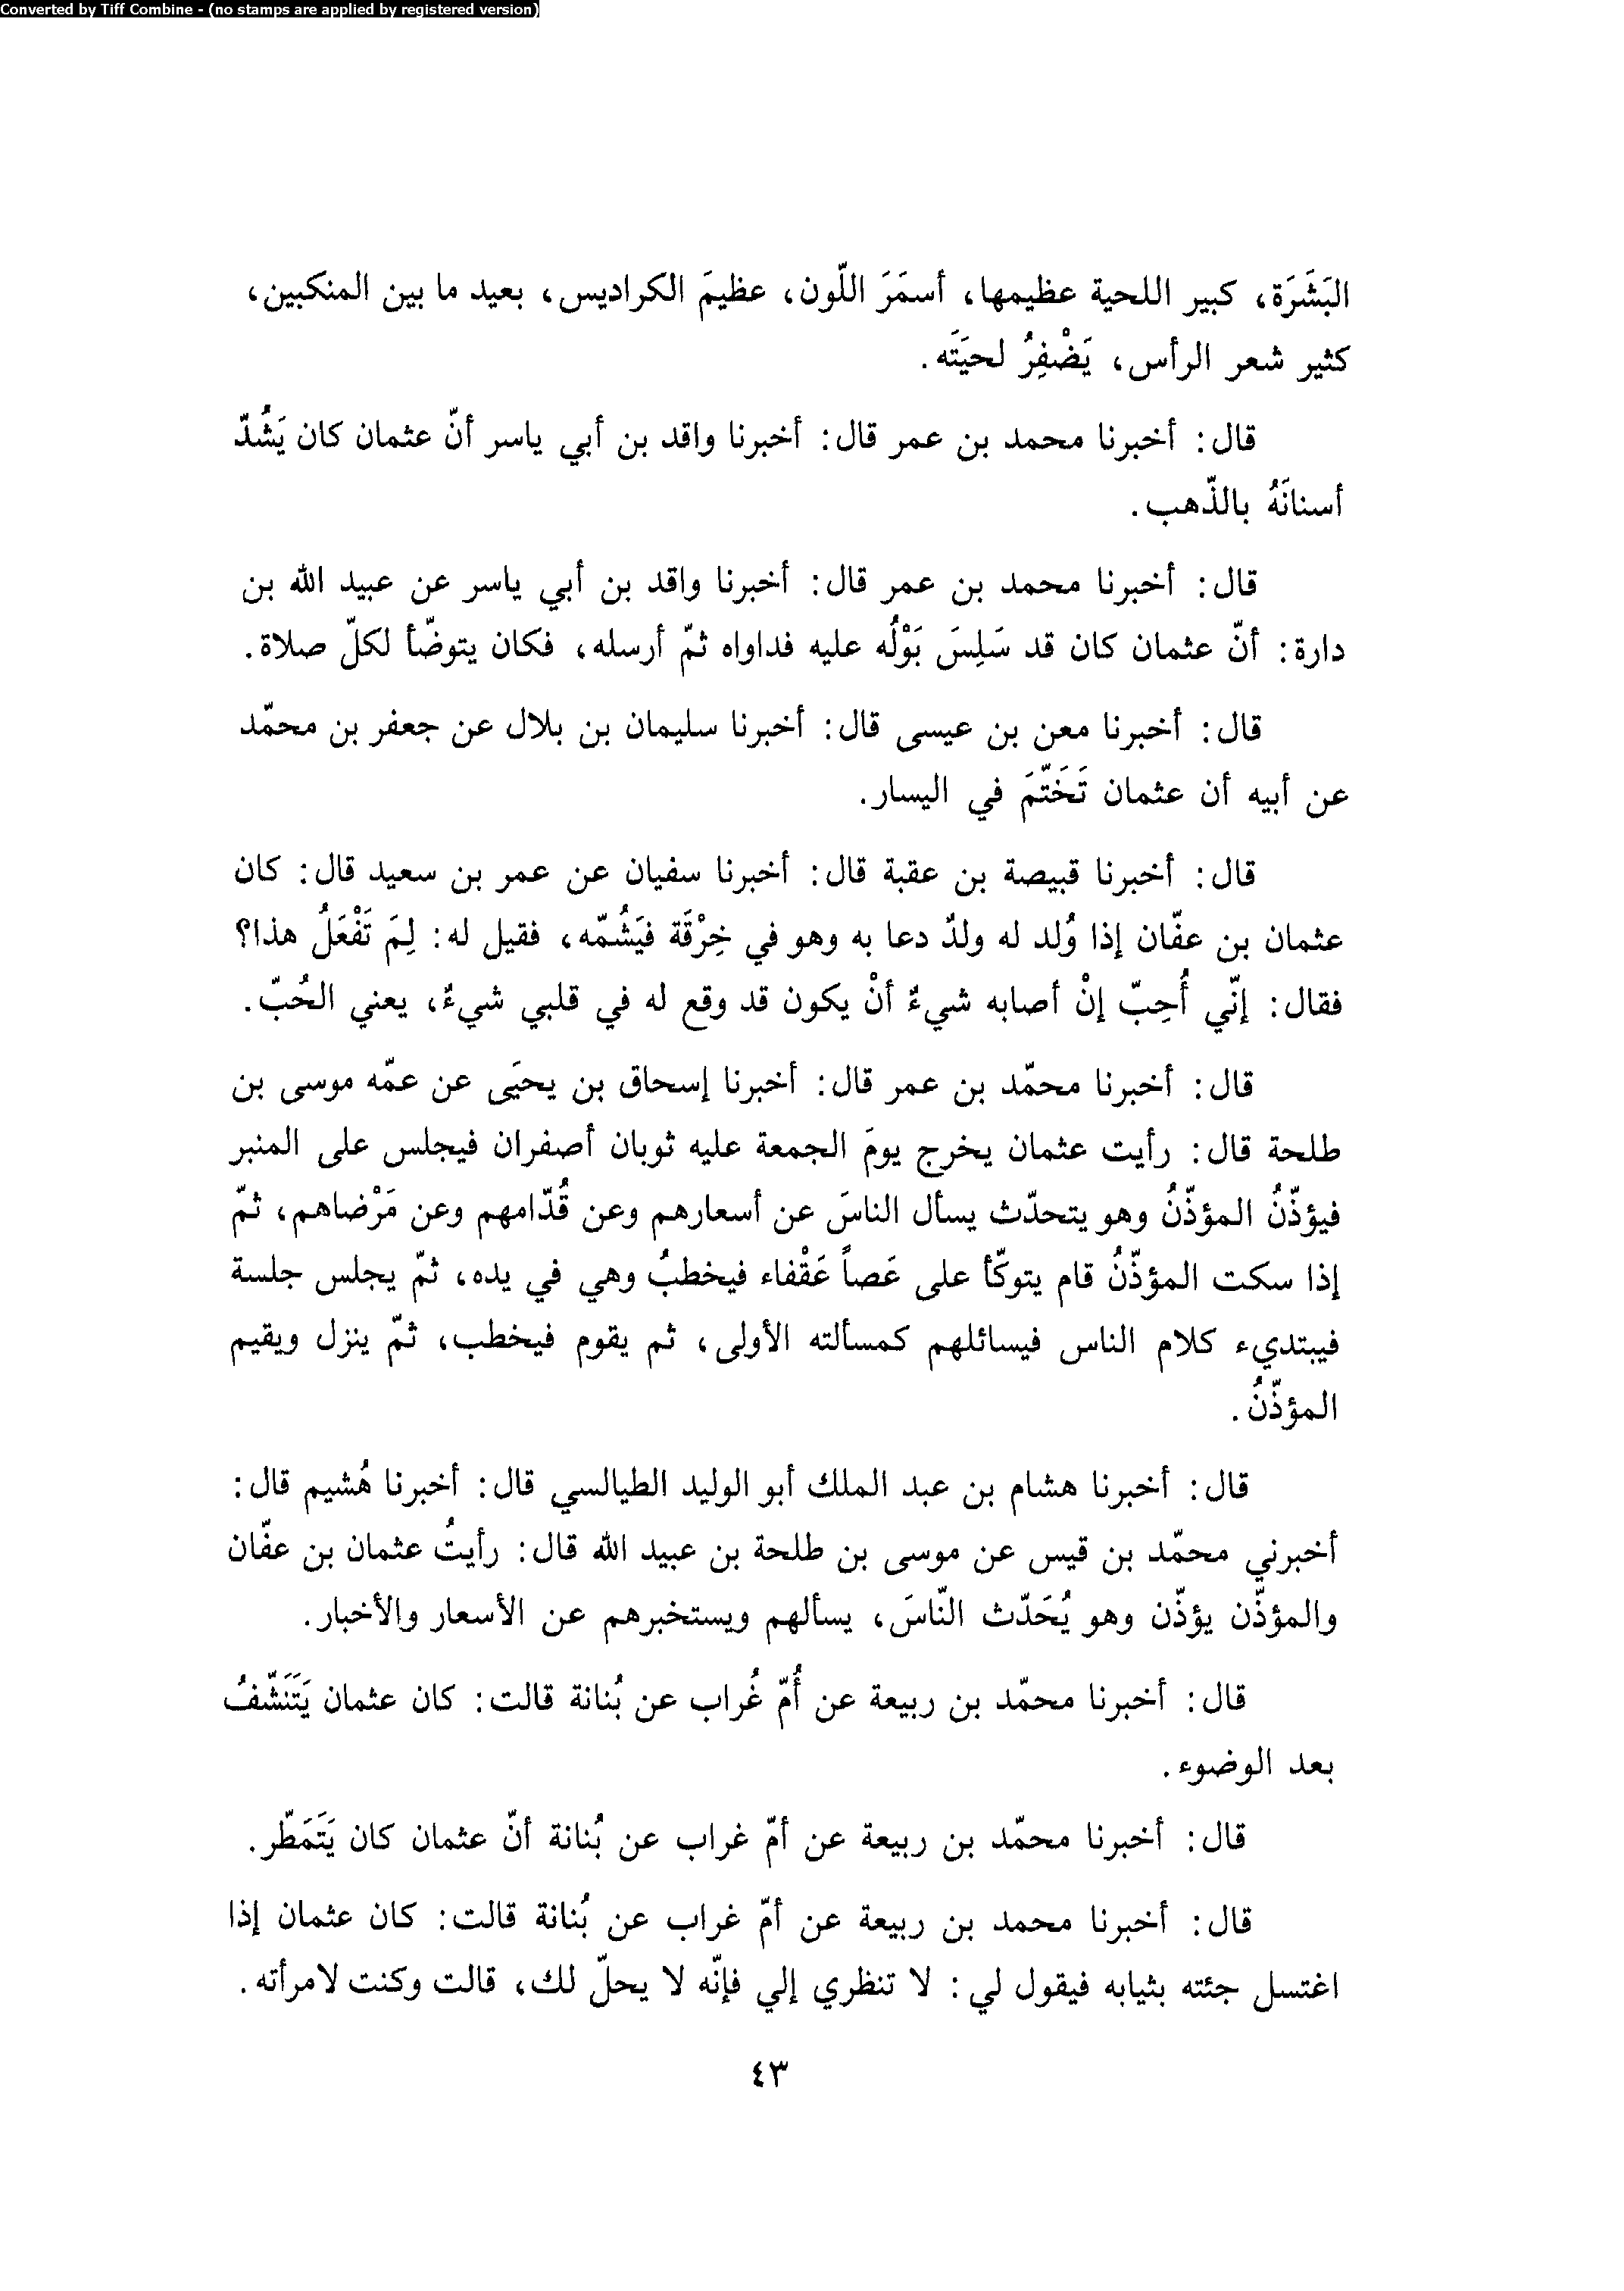 Converted by Tiff Combine - (no stamps are applied by registered version)
البَشَرَة، كبير اللحية عظيمها، أسمَرَ اللّون، عظيمَ الكراديس، بعيد ما بين المنكبين،
كثير شعر الرأس، يَضْفِرُ لحيَتَه.
قال: أخبرنا محمد بن عمر قال: أخبرنا واقد بن أبي ياسر أنّ عثمان كان يَشُدّ
أسنانَهُ بالذّهب.
قال: أخبرنا محمد بن عمر قال: أخبرنا واقد بن أبي ياسر عن عبيد الله بن
دارة: أنّ عثمان كان قد سَلِسَ بَوْلُه عليه فداواه ثمّ أرسله، فكان يتوضّأ لكلّ صلاة.
قال: أخبرنا معن بن عيسى قال: أخبرنا سليمان بن بلال عن جعفر بن محمّد
عن أبيه أن عثمان تَخَتّمَ في اليسار.
قال: أخبرنا قبيصة بن عقبة قال: أخبرنا سفيان عن عمر بن سعيد قال: كان
عثمان بن عفّان إذا وُلد له ولدٌ دعا به وهو في خِرْقَة فيَشُمّه، فقيل له: لِمَ تَفْعَلُ هذا؟
فقال: إنّي أُحِبّ إنْ أصابه شيءٌ أنْ يكون قد وقع له في قلبي شيءٌ، يعني الحُبّ.
قال: أخبرنا محمّد بن عمر قال: أخبرنا إسحاق بن يحيَى عن عمّه موسى بن
طلحة قال: رأيت عثمان يخرج يومَ الجمعة عليه ثوبان أصفران فيجلس على المنبر
فيؤذّنُ المؤذّنُ وهو يتحدّث يسأل الناسَ عن أسعارهم وعن قُدّامهم وعن مَرْضاهم، ثمّ
إذا سكت المؤذّنُ قام يتوكّأ على عَصاً عَقْفاء فيخطبُ وهي في يده، ثمّ يجلس جلسة
فيبتديء كلام الناس فيسائلهم كمسألته الأولى، ثم يقوم فيخطب، ثمّ ينزل ويقيم
المؤذّنُ.
قال: أخبرنا هشام بن عبد الملك أبو الوليد الطيالسي قال: أخبرنا هُشيم قال:
أخبرني محمّد بن قيس عن موسى بن طلحة بن عبيد الله قال: رأيتُ عثمان بن عفّان
والمؤذّن يؤذّن وهو يُحَدّث النّاسَ، يسألهم ويستخبرهم عن الأسعار والأخبار.
قال: أخبرنا محمّد بن ربيعة عن أُمّ غُراب عن بُنانة قالت: كان عثمان يَتَنَشّفُ
بعد الوضوء.
قال: أخبرنا محمّد بن ربيعة عن أمّ غراب عن بُنانة أنّ عثمان كان يَتَمَطّر.
قال: أخبرنا محمد بن ربيعة عن أمّ غراب عن بُنانة قالت: كان عثمان إذا
اغتسل جئته بثيابه فيقول لي: لا تنظري إلي فإنّه لا يحلّ لك، قالت وكنت لامرأته.
٤٣